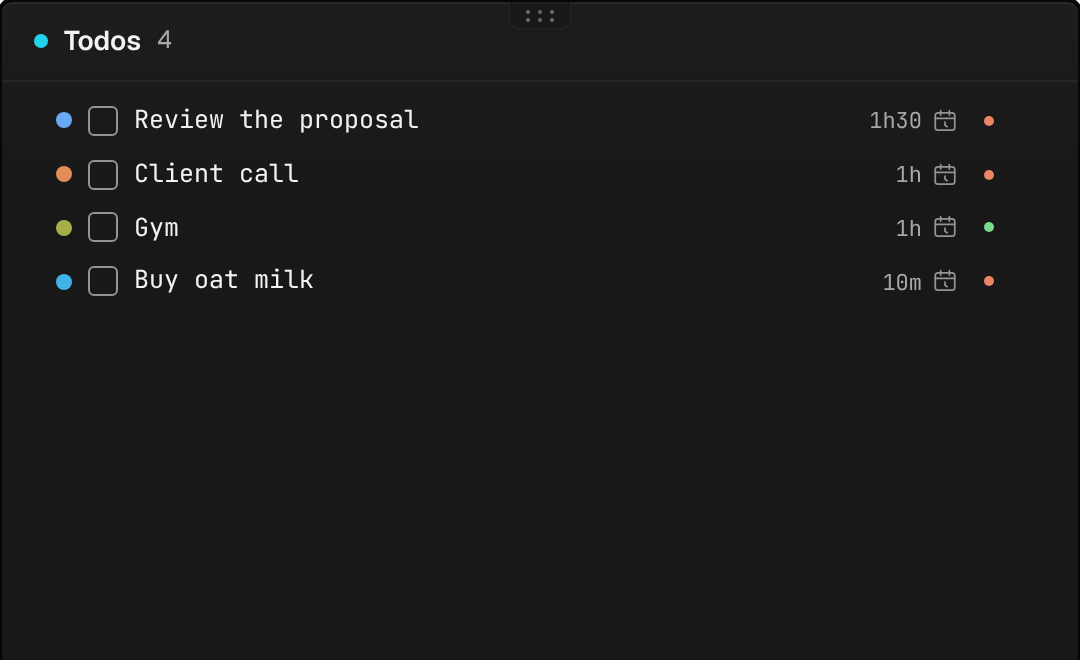 Todos 4
Review the proposal 1h30
Client call 1h
Gym 1h
Buy oat milk 10m